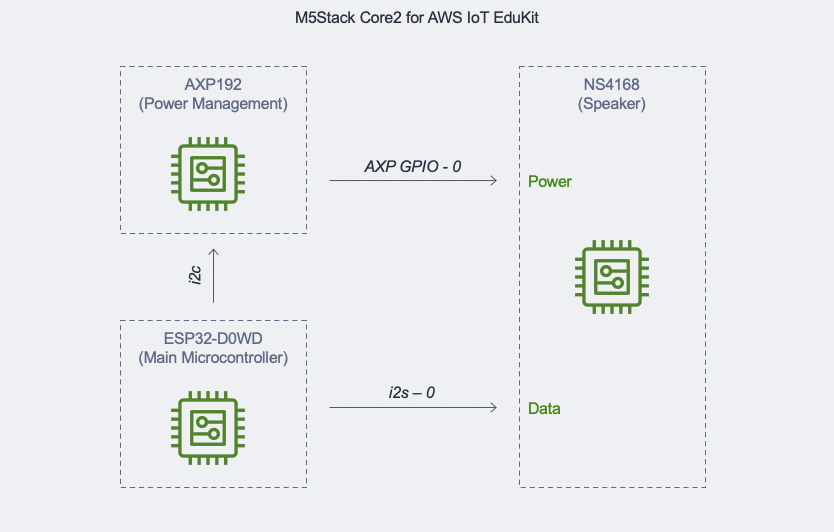 M5Stack Core2 for AWS IoT EduKit
AXP192
(Power Management)
NS4168
(Speaker)
AXP GPIO - 0
Power
i2c
ESP32-D0WD
(Main Microcontroller)
i2s – 0
Data